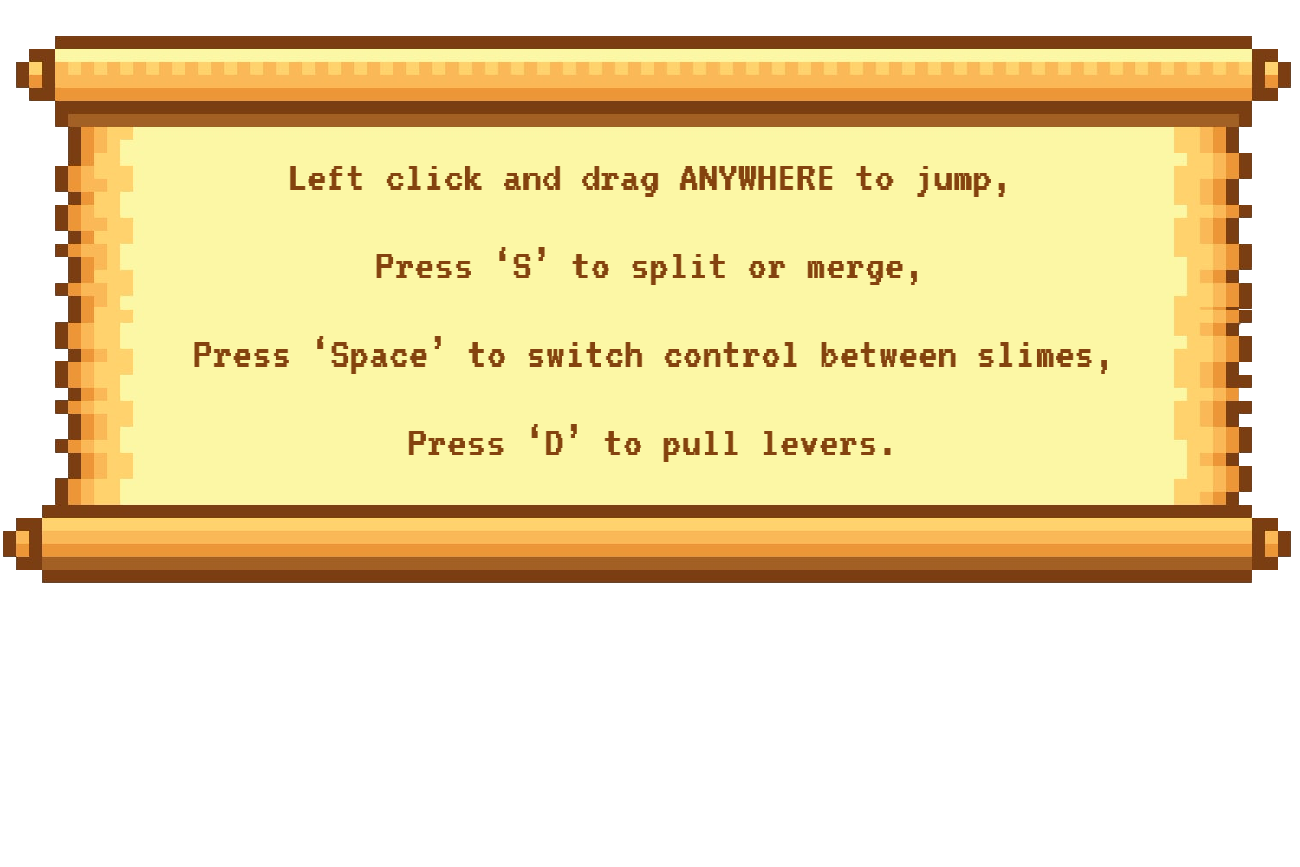 Left click and drag ANYWHERE to jump,
Press ‘S’ to split or merge,
Press ‘Space’ to switch control between slimes,
Press ‘D’ to pull levers.